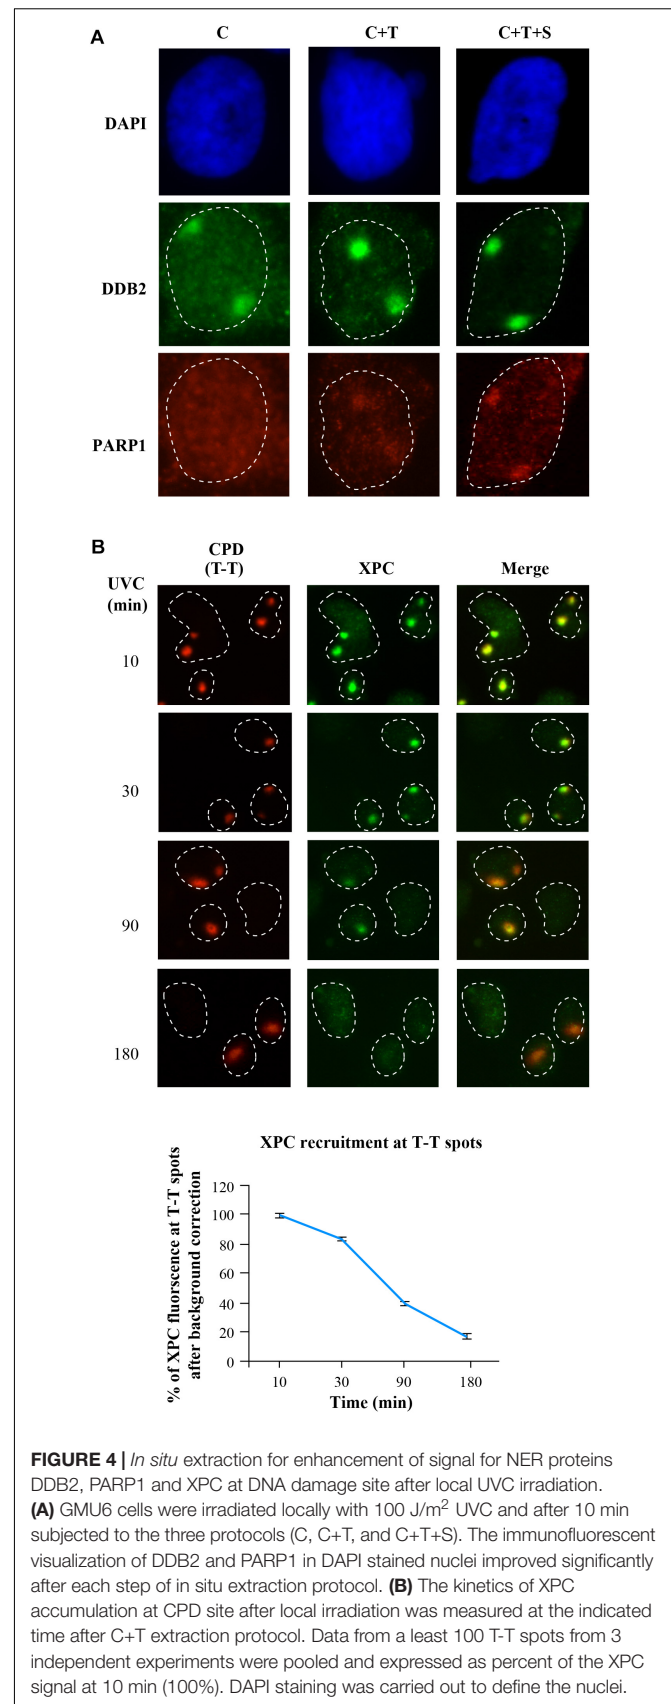 A
C C+T C+T+S
DAPI
DDB2
PARP1
B
CPD
(T-T) XPC Merge
UVC
(min)
10
30
90
180
XPC recruitment at T-T spots
% of XPC fluorscence at T-T spots
after background correction
120
100
80
60
40
20
0
10 30 90 180
Time (min)
FIGURE 4 | In situ extraction for enhancement of signal for NER proteins
DDB2, PARP1 and XPC at DNA damage site after local UVC irradiation.
(A) GMU6 cells were irradiated locally with 100 J/m² UVC and after 10 min
subjected to the three protocols (C, C+T, and C+T+S). The immunofluorescent
visualization of DDB2 and PARP1 in DAPI stained nuclei improved significantly
after each step of in situ extraction protocol. (B) The kinetics of XPC
accumulation at CPD site after local irradiation was measured at the indicated
time after C+T extraction protocol. Data from a least 100 T-T spots from 3
independent experiments were pooled and expressed as percent of the XPC
signal at 10 min (100%). DAPI staining was carried out to define the nuclei.